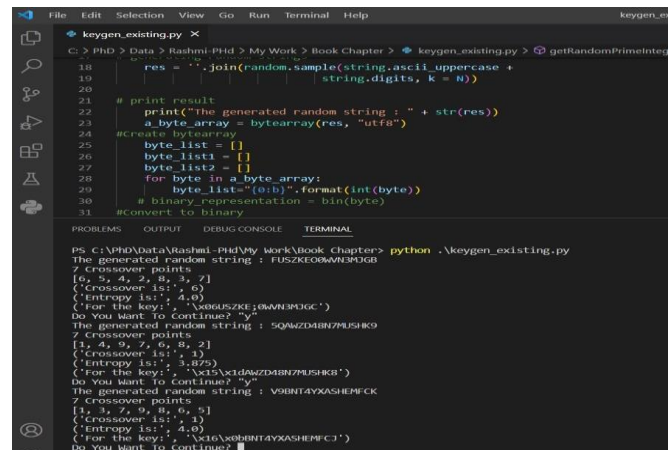 File Edit Selection View Go Run Terminal Help keygen_ex
keygen_existing.py ×
C: > PhD > Data > Rashmi-PHd > My Work > Book Chapter > keygen_existing.py > getRandomPrimeInteg
18 res = ''.join(random.sample(string.ascii_uppercase +
19 string.digits, k = N))
20
21 # print result
22 print("The generated random string : " + str(res))
23 a_byte_array = bytearray(res, "utf8")
24 #Create bytearray
25 byte_list = []
26 byte_list1 = []
27 byte_list2 = []
28 for byte in a_byte_array:
29 byte_list="{0:b}".format(int(byte))
30 # binary_representation = bin(byte)
31 #Convert to binary
PROBLEMS OUTPUT DEBUG CONSOLE TERMINAL
PS C:\PhD\Data\Rashmi-PHd\My Work\Book Chapter> python .\keygen_existing.py
The generated random string :
7 Crossover points
[6, 5, 4, 2, 8, 3, 7]
('Crossover is:', 6)
('Entropy is:', 4.0)
('For the key:',
Do You Want To Continue? "y"
The generated random string : 5QAWZD48N7MUSHK9
7 Crossover points
[1, 4, 9, 7, 6, 8, 2]
('Crossover is:', 1)
('Entropy is:', 3.875)
('For the key:', '\x15\x1dAWZD48N7MUSHK8')
Do You Want To Continue? "y"
The generated random string : V9BNT4YXASHEMFCK
7 Crossover points
[1, 3, 7, 9, 8, 6, 5]
('Crossover is:', 1)
('Entropy is:', 4.0)
('For the key:', '\x16\x0bBNT4YXASHEMFCJ')
Do You Want To Continue?